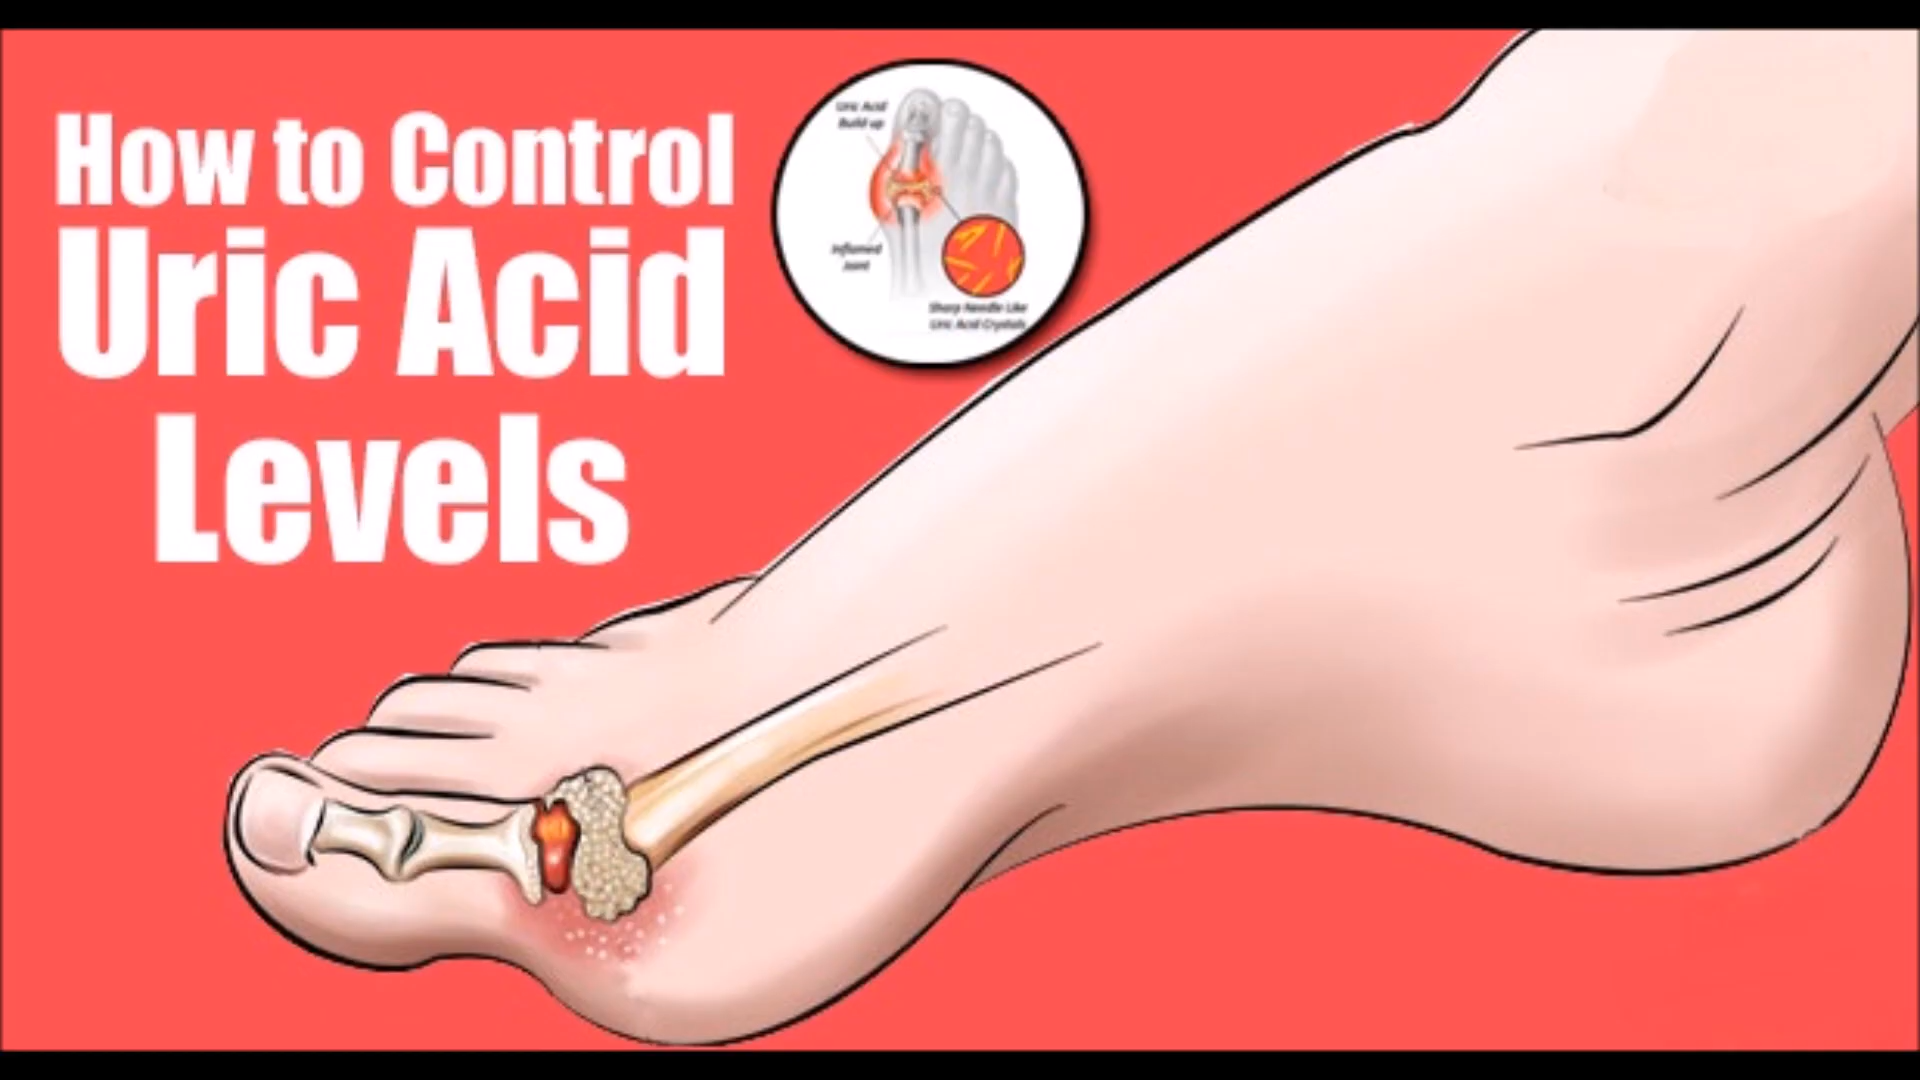 How to Control
Uric Acid
Levels
Uric Acid
Build up
Inflamed
Joint
Sharp Needle Like
Uric Acid Crystals